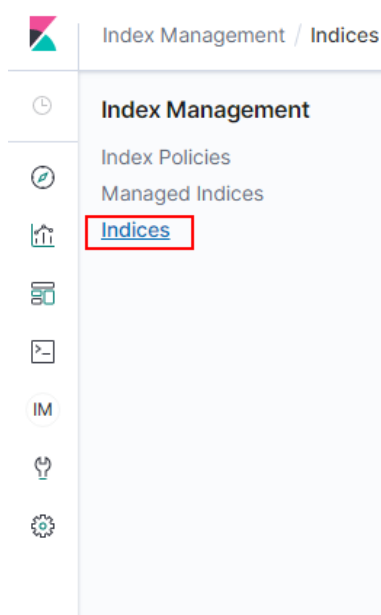 Index Management / Indices
Index Management
Index Policies
Managed Indices
Indices
IM